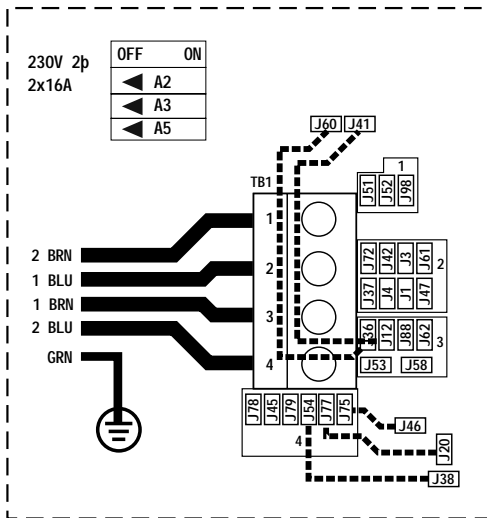 230V 2þ
2x16A
OFF ON
A2
A3
A5
J60 J41
TB1
1
J51 J52 J98
1
2
3
4
2 BRN
1 BLU
1 BRN
2 BLU
GRN
J72 J42 J3 J61
2
J37 J4 J1 J47
J36 J12 J88 J62
3
J53 J58
J78 J45 J79 J54 J77 J75
4
J46
J20
J38